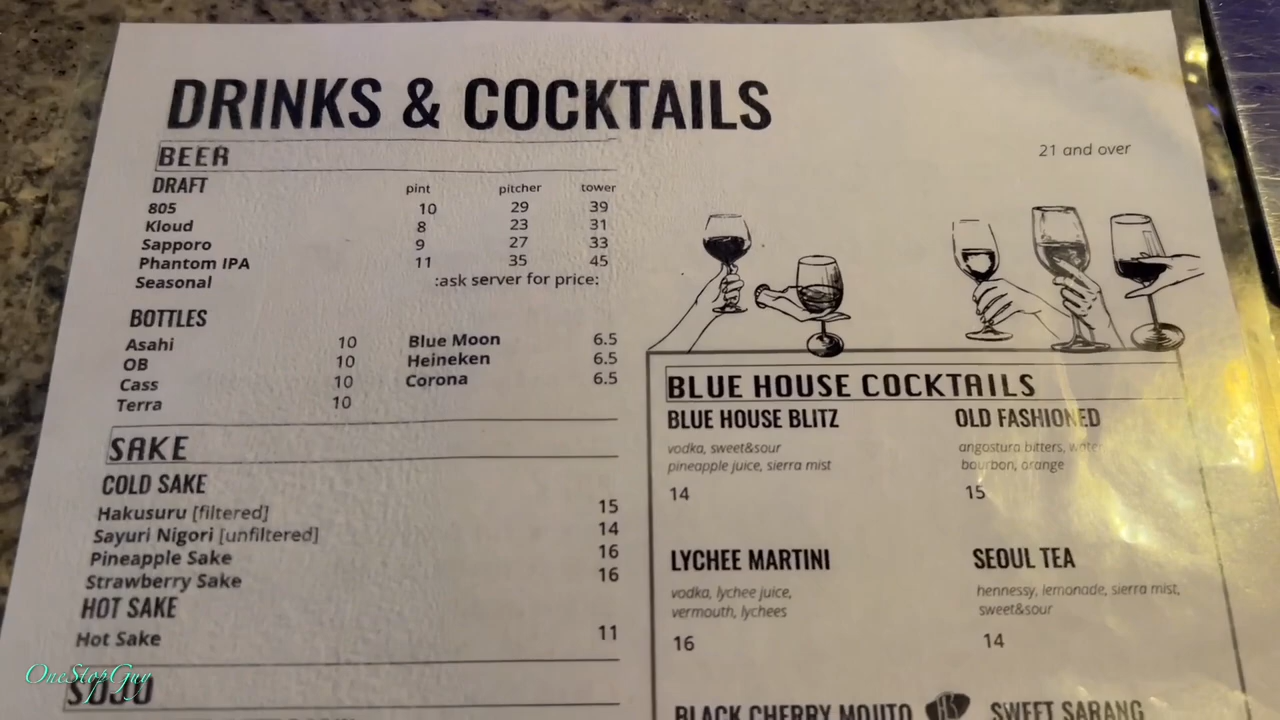 DRINKS & COCKTAILS
21 and over
BEER
DRAFT pint pitcher tower
805 10 29 39
Kloud 8 23 31
Sapporo 9 27 33
Phantom IPA 11 35 45
Seasonal :ask server for price:
BOTTLES
Asahi 10 Blue Moon 6.5
OB 10 Heineken 6.5
Cass 10 Corona 6.5
Terra 10
SAKE
COLD SAKE
Hakusuru [filtered] 15
Sayuri Nigori [unfiltered] 14
Pineapple Sake 16
Strawberry Sake 16
HOT SAKE
Hot Sake 11
SOJU
BLUE HOUSE COCKTAILS
BLUE HOUSE BLITZ
vodka, sweet&sour
pineapple juice, sierra mist
14
OLD FASHIONED
angostura bitters, water
bourbon, orange
15
LYCHEE MARTINI
vodka, lychee juice,
vermouth, lychees
16
SEOUL TEA
hennessy, lemonade, sierra mist,
sweet&sour
14
BLACK CHERRY MOJITO
SWEET SARANG
OneStopGuy